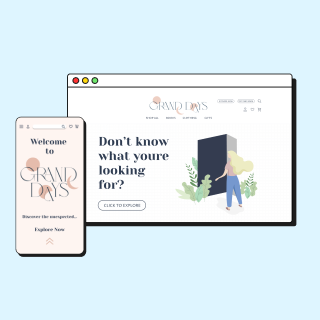 Welcome
to
GRAND
DAYS
Discover the unexpected..
Explore Now
GRAND DAYS
Don't know
what youre
looking
for?
CLICK TO EXPLORE